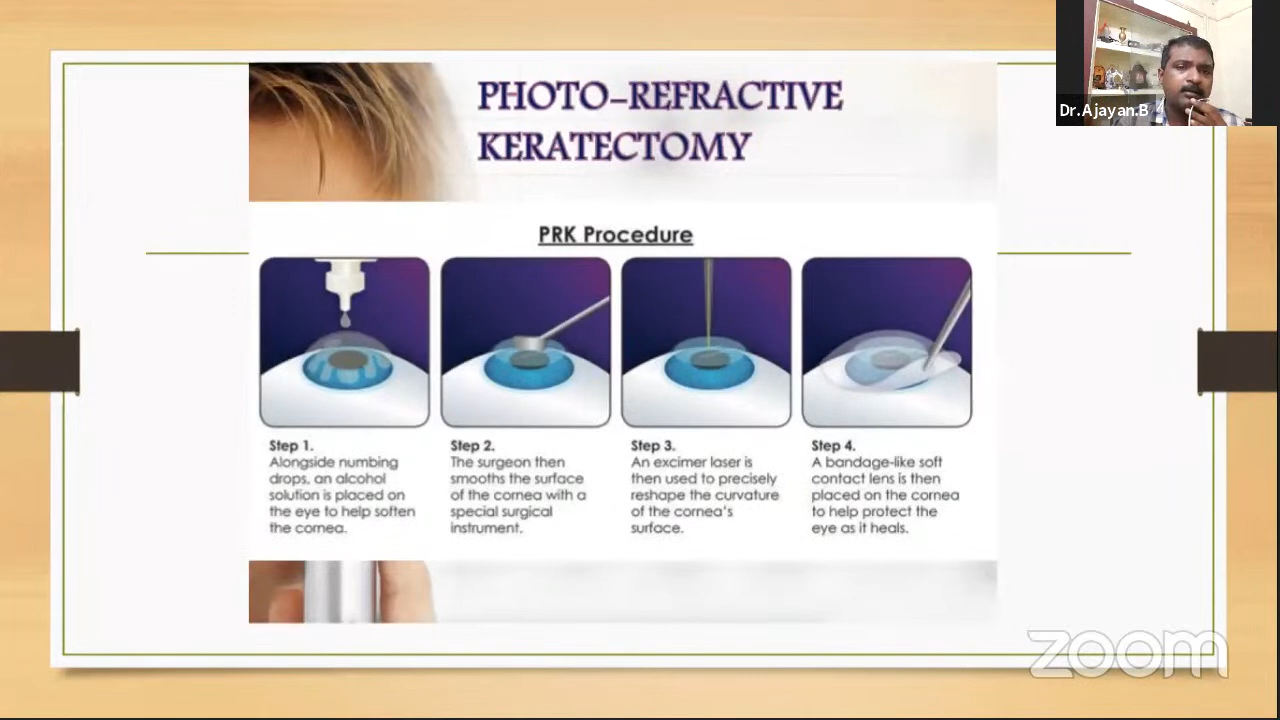 PHOTO-REFRACTIVE
KERATECTOMY
Dr.Ajayan.B
PRK Procedure
Step 1.
Alongside numbing
drops, an alcohol
solution is placed on
the eye to help soften
the cornea.
Step 2.
The surgeon then
smooths the surface
of the cornea with a
special surgical
instrument.
Step 3.
An excimer laser is
then used to precisely
reshape the curvature
of the cornea's
surface.
Step 4.
A bandage-like soft
contact lens is then
placed on the cornea
to help protect the
eye as it heals.
zoom